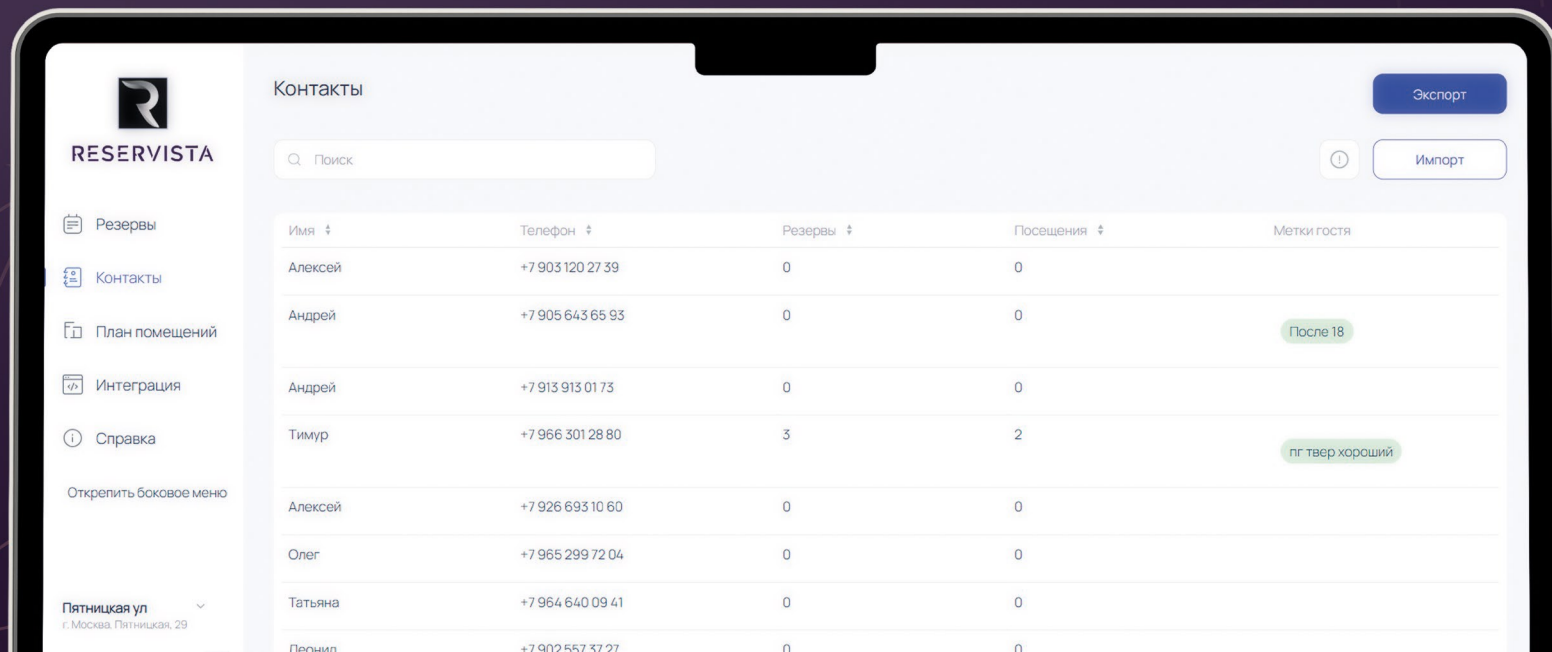 RESERVISTA
Резервы
Контакты
План помещений
Интеграция
Справка
Открепить боковое меню
Пятницкая ул
г. Москва, Пятницкая, 29
Контакты
Экспорт
Поиск
Импорт
Имя Телефон Резервы Посещения Метки гостя
Алексей +7 903 120 27 39 0 0
Андрей +7 905 643 65 93 0 0 После 18
Андрей +7 913 913 01 73 0 0
Тимур +7 966 301 28 80 3 2 пг твер хороший
Алексей +7 926 693 10 60 0 0
Олег +7 965 299 72 04 0 0
Татьяна +7 964 640 09 41 0 0
Леонид +7 902 557 37 27 0 0